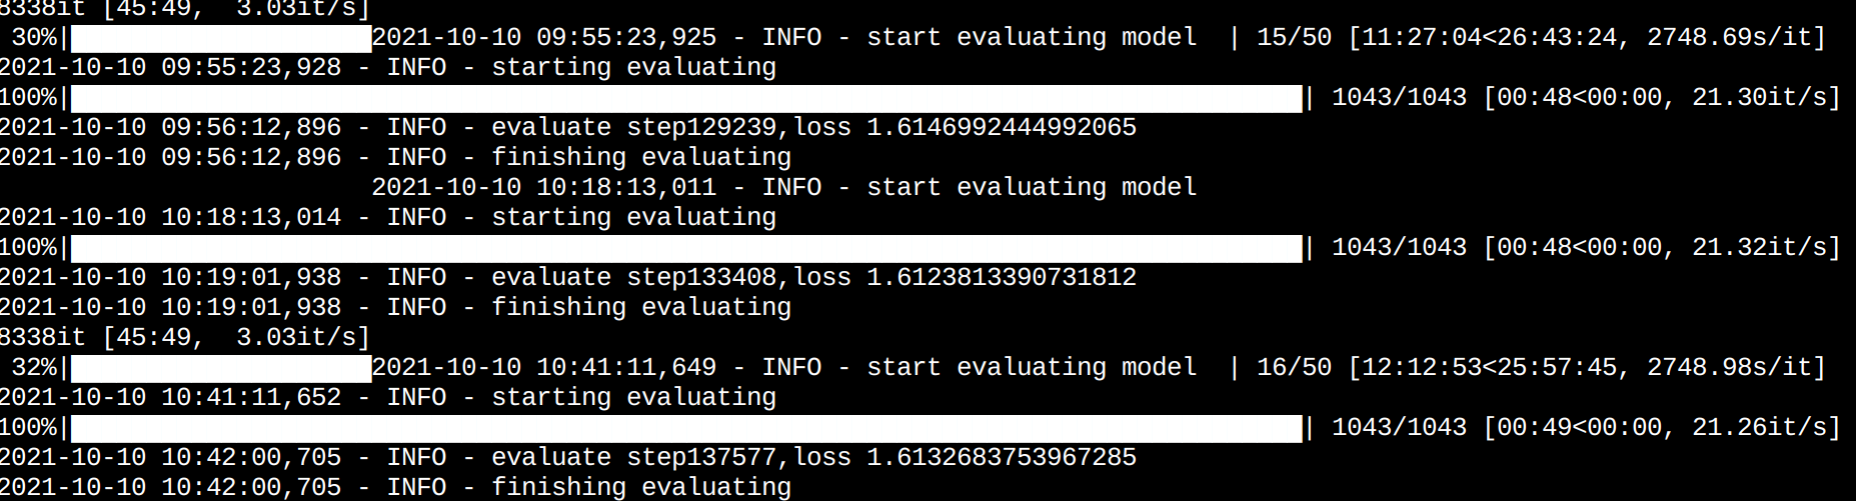 8338it [45:49,  3.03it/s]
 30%|████████████████████2021-10-10 09:55:23,925 - INFO - start evaluating model  | 15/50 [11:27:04<26:43:24, 2748.69s/it]
2021-10-10 09:55:23,928 - INFO - starting evaluating
100%|██████████████████████████████████████████████████████████████████████████████████| 1043/1043 [00:48<00:00, 21.30it/s]
2021-10-10 09:56:12,896 - INFO - evaluate step129239,loss 1.6146992444992065
2021-10-10 09:56:12,896 - INFO - finishing evaluating
                         2021-10-10 10:18:13,011 - INFO - start evaluating model
2021-10-10 10:18:13,014 - INFO - starting evaluating
100%|██████████████████████████████████████████████████████████████████████████████████| 1043/1043 [00:48<00:00, 21.32it/s]
2021-10-10 10:19:01,938 - INFO - evaluate step133408,loss 1.6123813390731812
2021-10-10 10:19:01,938 - INFO - finishing evaluating
8338it [45:49,  3.03it/s]
 32%|████████████████████2021-10-10 10:41:11,649 - INFO - start evaluating model  | 16/50 [12:12:53<25:57:45, 2748.98s/it]
2021-10-10 10:41:11,652 - INFO - starting evaluating
100%|██████████████████████████████████████████████████████████████████████████████████| 1043/1043 [00:49<00:00, 21.26it/s]
2021-10-10 10:42:00,705 - INFO - evaluate step137577,loss 1.6132683753967285
2021-10-10 10:42:00,705 - INFO - finishing evaluating